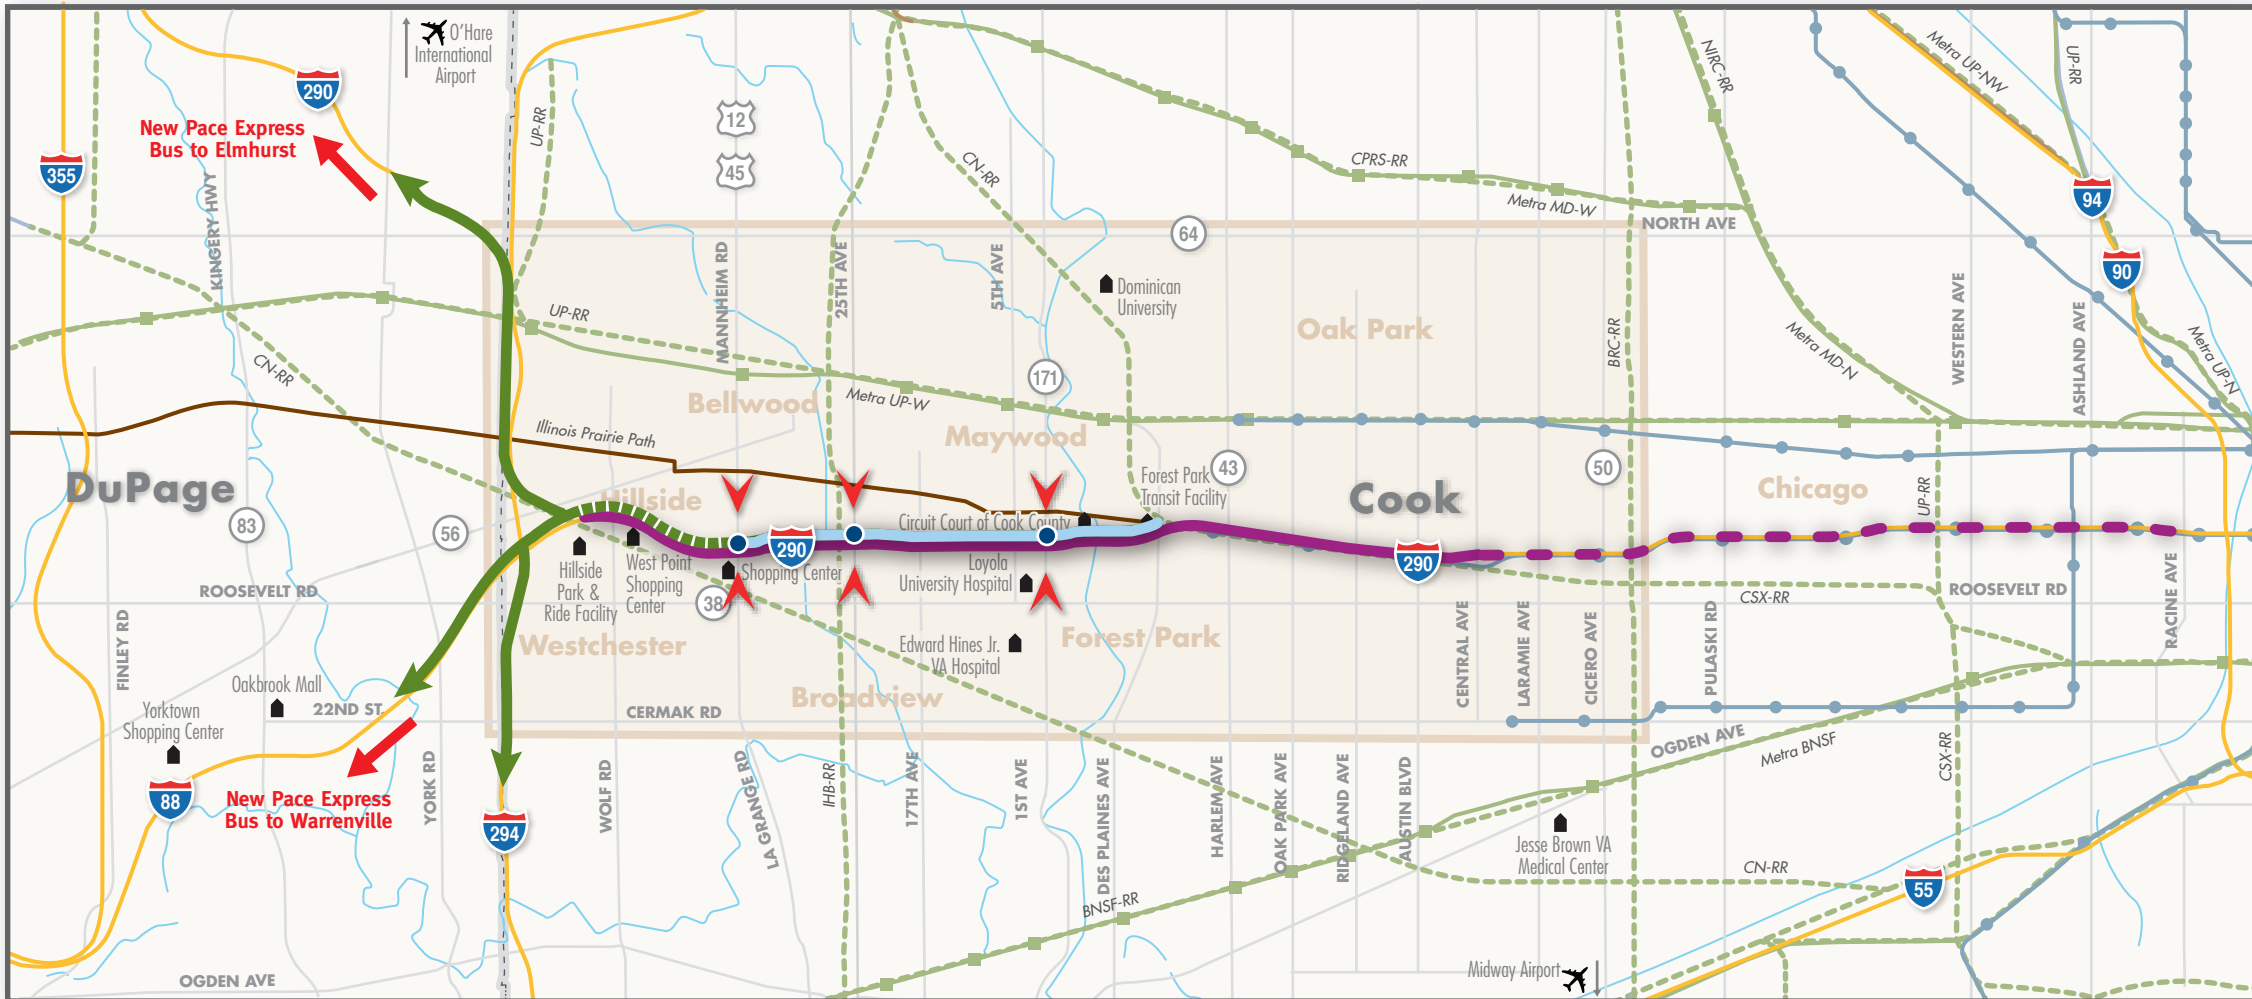 O'Hare
International
Airport
290
New Pace Express
Bus to Elmhurst
355
KINGERY HWY
UP-RR
12
45
CN-RR
CPRS-RR
Metra MD-W
NIRC-RR
Metra UP-NW
UP-RR
94
90
NORTH AVE
64
MANNHEIM RD
25TH AVE
5TH AVE
Dominican
University
Oak Park
BRC-RR
Metra MD-N
WESTERN AVE
ASHLAND AVE
Metra UP-N
UP-RR
CN-RR
171
Bellwood
Metra UP-W
Maywood
Illinois Prairie Path
DuPage
Hillside
Forest Park
Transit Facility
43
Cook
50
Chicago
UP-RR
83
56
Circuit Court of Cook County
290
290
Hillside
Park &
Ride Facility
West Point
Shopping
Center
Shopping Center
Loyola
University Hospital
38
ROOSEVELT RD
CSX-RR
ROOSEVELT RD
FINLEY RD
Westchester
Edward Hines Jr.
VA Hospital
Forest Park
CENTRAL AVE
LARAMIE AVE
CICERO AVE
PULASKI RD
RACINE AVE
Oakbrook Mall
22ND ST
Yorktown
Shopping Center
CERMAK RD
Broadview
OGDEN AVE
Metra BNSF
CSX-RR
88
New Pace Express
Bus to Warrenville
YORK RD
294
WOLF RD
LA GRANGE RD
IHB-RR
17TH AVE
1ST AVE
DES PLAINES AVE
HARLEM AVE
OAK PARK AVE
RIDGELAND AVE
AUSTIN BLVD
Jesse Brown VA
Medical Center
CN-RR
55
BNSF-RR
Midway Airport
OGDEN AVE